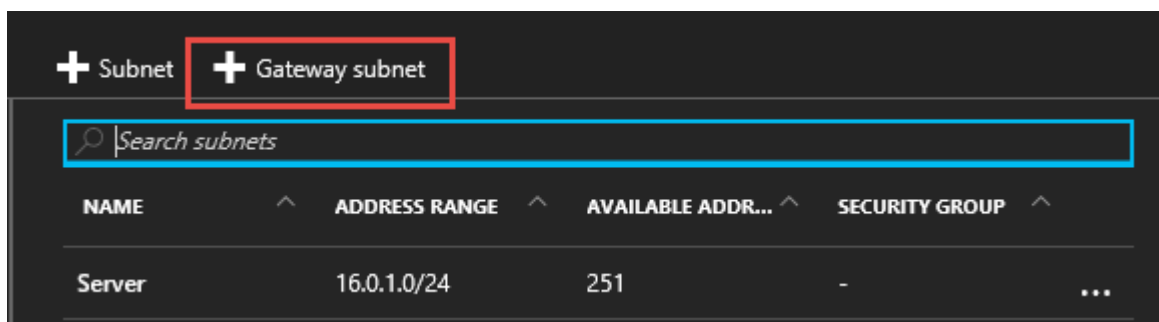 + Subnet + Gateway subnet
Search subnets
NAME ADDRESS RANGE AVAILABLE ADDR... SECURITY GROUP
Server 16.0.1.0/24 251 - ...